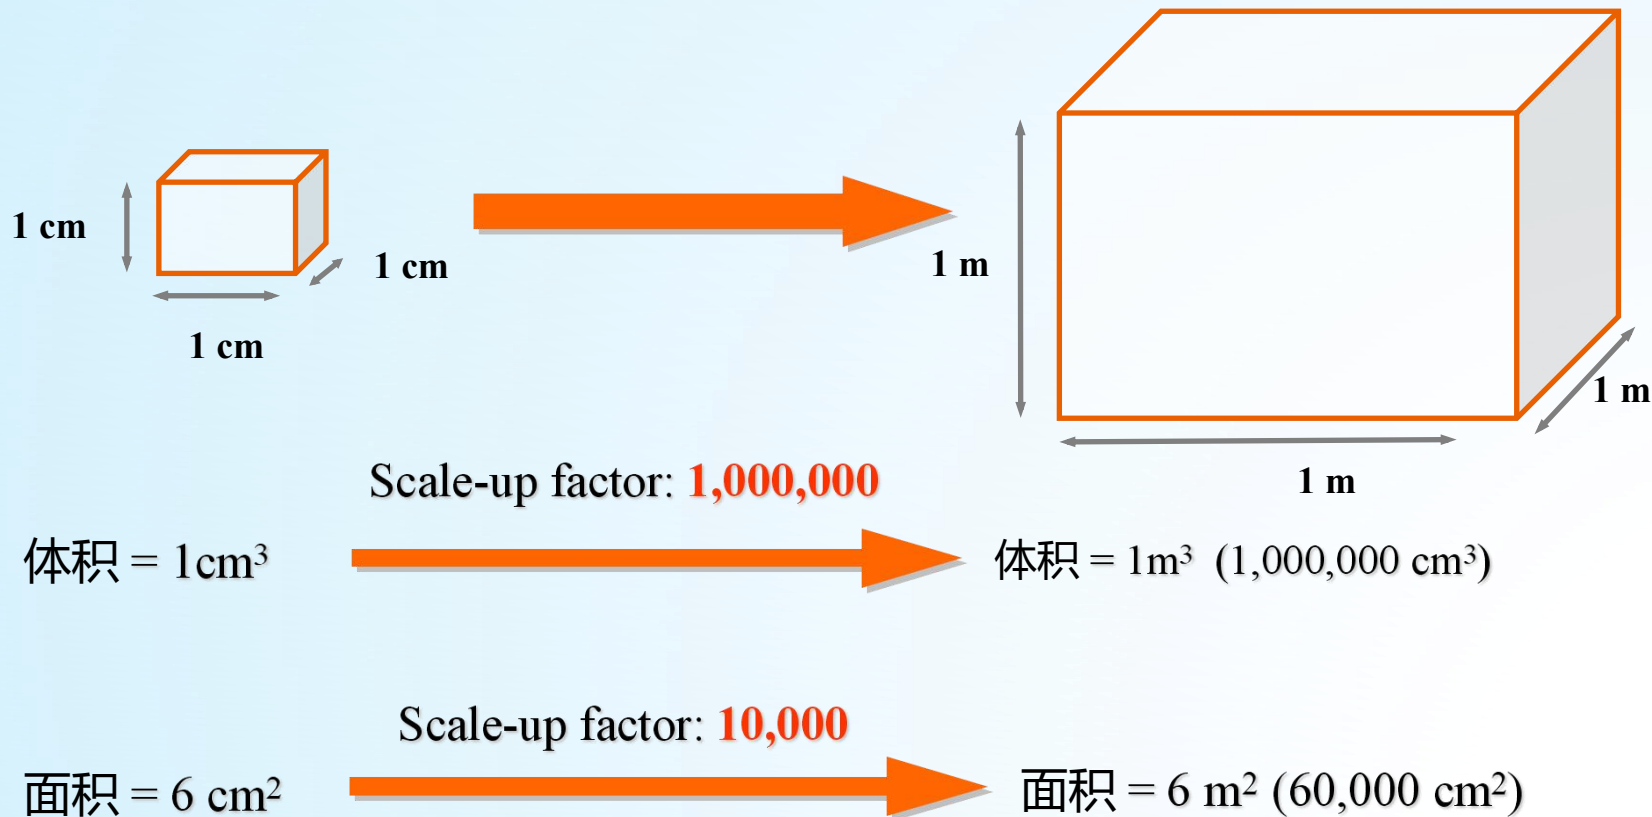 1 cm
1 cm
1 cm
1 m
1 m
1 m
Scale-up factor: 1,000,000
体积 = 1cm³
体积 = 1m³ (1,000,000 cm³)
Scale-up factor: 10,000
面积 = 6 cm²
面积 = 6 m² (60,000 cm²)